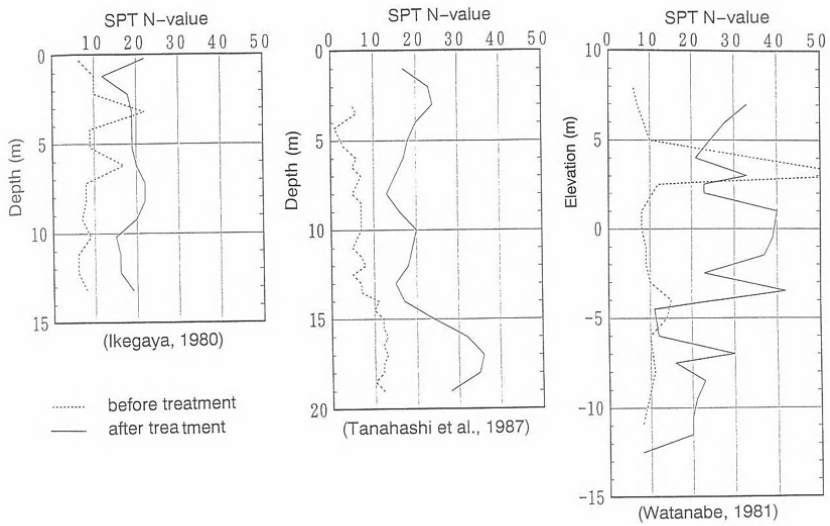 SPT N-value
0 10 20 30 40 50
0
5
10
15
Depth (m)
(Ikegaya, 1980)
before treatment
after treatment
SPT N-value
0 10 20 30 40 50
0
5
10
15
20
Depth (m)
(Tanahashi et al., 1987)
SPT N-value
0 10 20 30 40 50
10
5
0
-5
-10
-15
Elevation (m)
(Watanabe, 1981)